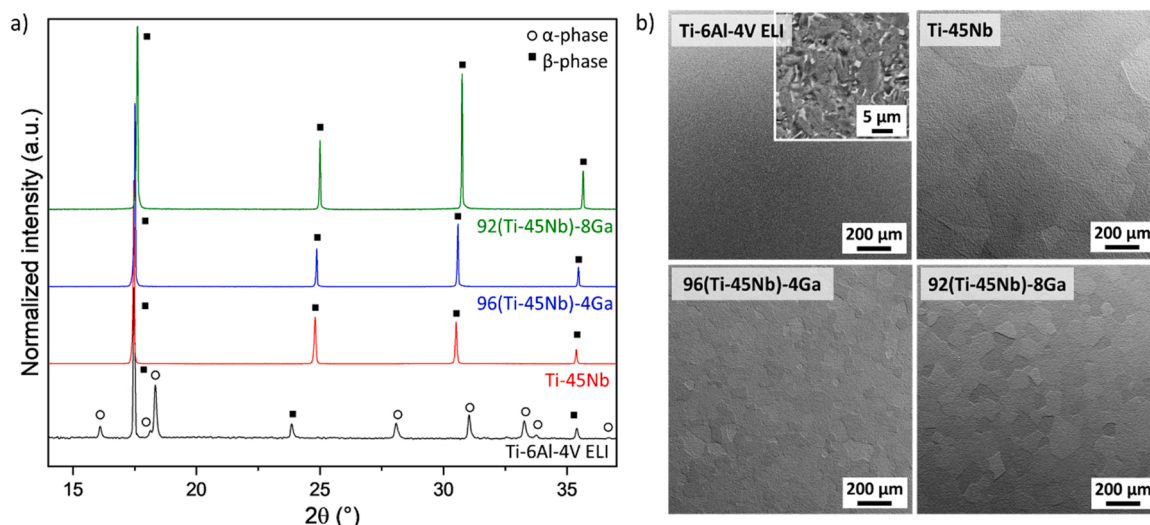 a)
○ α-phase
■ β-phase
Normalized intensity (a.u.)
92(Ti-45Nb)-8Ga
96(Ti-45Nb)-4Ga
Ti-45Nb
Ti-6Al-4V ELI
15 20 25 30 35
2θ (°)
b)
Ti-6Al-4V ELI
5 μm
200 μm
Ti-45Nb
200 μm
96(Ti-45Nb)-4Ga
200 μm
92(Ti-45Nb)-8Ga
200 μm